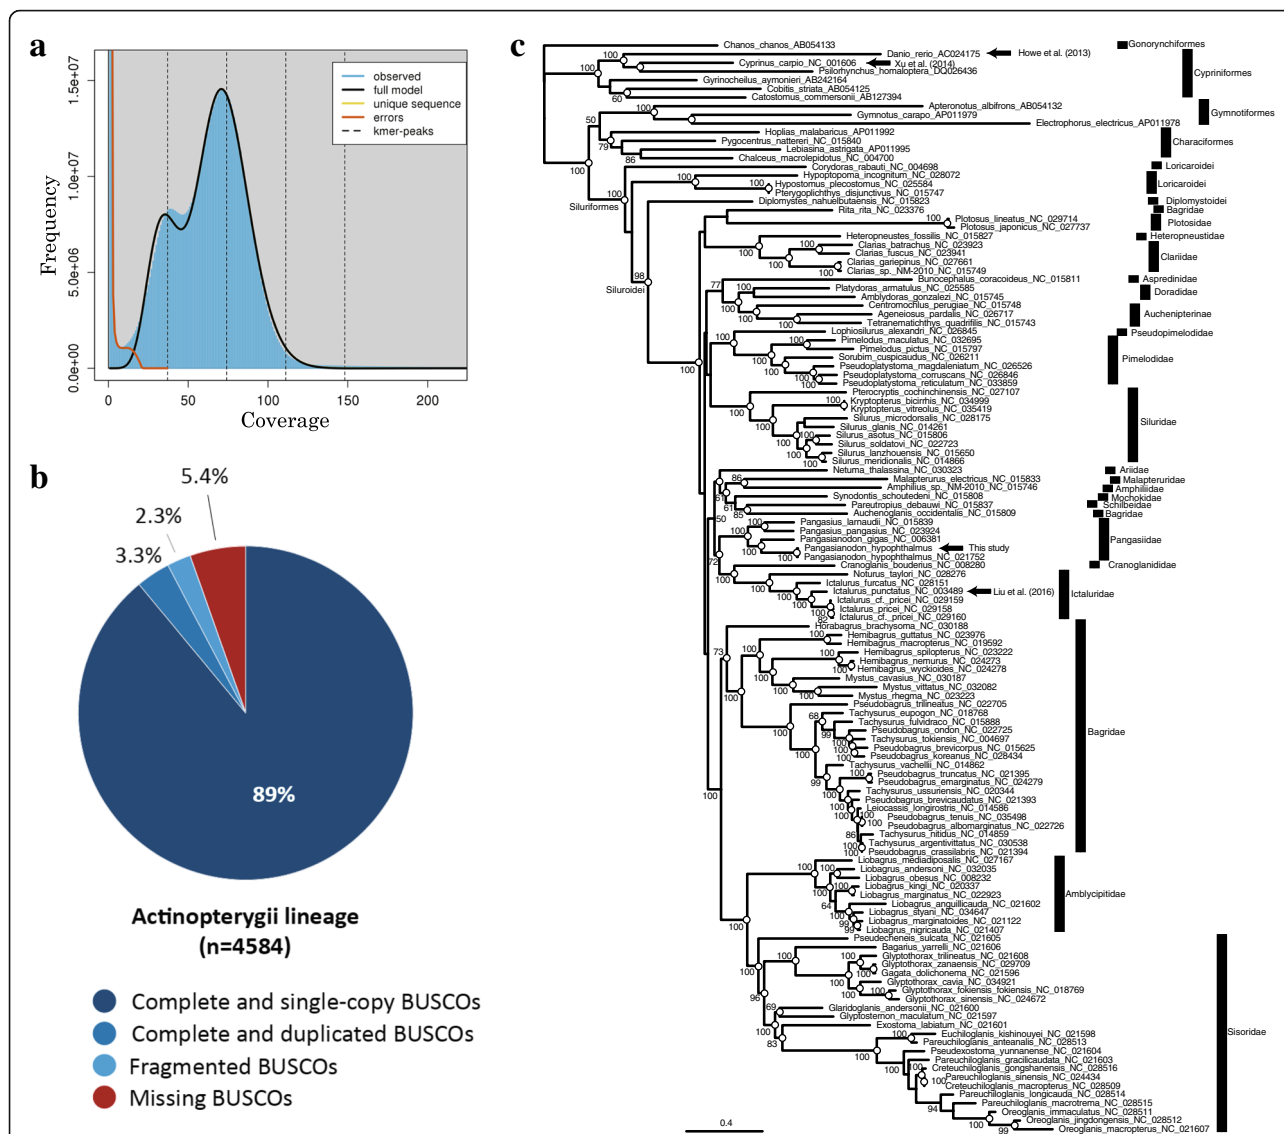 a
observed
full model
unique sequence
errors
kmer-peaks
Frequency
1.5e+07
1.0e+07
5.0e+06
0.0e+00
0
50
100
150
200
Coverage
b
5.4%
2.3%
3.3%
89%
Actinopterygii lineage
(n=4584)
Complete and single-copy BUSCOs
Complete and duplicated BUSCOs
Fragmented BUSCOs
Missing BUSCOs
c
Chanos_chanos_AB054133
Danio_rerio_AC024175
Howe et al. (2013)
Cyprinus_carpio_NC_001606
Xu et al. (2014)
Psilorhynchus_homaloptera_DQ026436
Gyrinocheilus_aymonieri_AB242164
Cobitis_striata_AB054125
Catostomus_commersonii_AB127394
Apteronotus_albifrons_AB054132
Gymnotus_carapo_AP011979
Electrophorus_electricus_AP011978
Hoplias_malabaricus_AP011992
Pygocentrus_nattereri_NC_015840
Lebiasina_astrigata_AP011995
Chalceus_macrolepidotus_NC_004700
Corydoras_rabauti_NC_004698
Hypoptopoma_incognitum_NC_028072
Hypostomus_plecostomus_NC_025584
Pterygoplichthys_disjunctivus_NC_015747
Diplomystes_nahuelbutaensis_NC_015823
Rita_rita_NC_023376
Plotosus_lineatus_NC_029714
Plotosus_japonicus_NC_027737
Heteropneustes_fossilis_NC_015827
Clarias_batrachus_NC_023923
Clarias_fuscus_NC_023941
Clarias_gariepinus_NC_027661
Clarias_sp._NM-2010_NC_015749
Bunocephalus_coracoideus_NC_015811
Platydoras_armatulus_NC_025585
Amblydoras_gonzalezi_NC_015745
Centromochlus_perugiae_NC_015748
Ageneiosus_pardalis_NC_026717
Tetranematichthys_quadrifilis_NC_015743
Lophiosilurus_alexandri_NC_026845
Pimelodus_maculatus_NC_032695
Pimelodus_pictus_NC_015797
Sorubim_cuspicaudus_NC_026211
Pseudoplatystoma_magdaleniatum_NC_026526
Pseudoplatystoma_corruscans_NC_026846
Pseudoplatystoma_reticulatum_NC_033859
Pterocryptis_cochinchinensis_NC_027107
Kryptopterus_bicirrhis_NC_034999
Kryptopterus_vitreolus_NC_035419
Silurus_microdorsalis_NC_028175
Silurus_glanis_NC_014261
Silurus_asotus_NC_015806
Silurus_soldatovi_NC_022723
Silurus_lanzhouensis_NC_015650
Silurus_meridionalis_NC_014866
Netuma_thalassina_NC_030323
Malapterurus_electricus_NC_015833
Amphilius_sp._NM-2010_NC_015746
Synodontis_schoutedeni_NC_015808
Pareutropius_debauwi_NC_015837
Auchenoglanis_occidentalis_NC_015809
Pangasius_larnaudii_NC_015839
Pangasius_pangasius_NC_023924
Pangasianodon_gigas_NC_006381
Pangasianodon_hypophthalmus
This study
Pangasianodon_hypophthalmus_NC_021752
Cranoglanis_bouderius_NC_008280
Noturus_taylori_NC_028276
Ictalurus_furcatus_NC_028151
Ictalurus_punctatus_NC_003489
Liu et al. (2016)
Ictalurus_cf._pricei_NC_029159
Ictalurus_pricei_NC_029158
Ictalurus_cf._pricei_NC_029160
Horabagrus_brachysoma_NC_030188
Hemibagrus_guttatus_NC_023976
Hemibagrus_macropterus_NC_019592
Hemibagrus_spilopterus_NC_023222
Hemibagrus_nemurus_NC_024273
Hemibagrus_wyckioides_NC_024278
Mystus_cavasius_NC_030187
Mystus_vittatus_NC_032082
Mystus_rhegma_NC_023223
Pseudobagrus_trilineatus_NC_022705
Tachysurus_eupogon_NC_018768
Tachysurus_fulvidraco_NC_015888
Pseudobagrus_ondon_NC_022725
Tachysurus_tokiensis_NC_004697
Pseudobagrus_brevicorpus_NC_015625
Pseudobagrus_koreanus_NC_028434
Tachysurus_vachellii_NC_014862
Pseudobagrus_truncatus_NC_021395
Pseudobagrus_emarginatus_NC_024279
Tachysurus_ussuriensis_NC_020344
Pseudobagrus_brevicaudatus_NC_021393
Leiocassis_longirostris_NC_014586
Pseudobagrus_tenuis_NC_035498
Pseudobagrus_albomarginatus_NC_022726
Tachysurus_nitidus_NC_014859
Tachysurus_argentivittatus_NC_030538
Pseudobagrus_crassilabris_NC_021394
Liobagrus_mediadiposalis_NC_027167
Liobagrus_andersoni_NC_032035
Liobagrus_obesus_NC_008232
Liobagrus_kingi_NC_020337
Liobagrus_marginatus_NC_022923
Liobagrus_anguillicauda_NC_021602
Liobagrus_styani_NC_034647
Liobagrus_marginatoides_NC_021122
Liobagrus_nigricauda_NC_021407
Pseudecheneis_sulcata_NC_021605
Bagarius_yarrelli_NC_021606
Glyptothorax_trilineatus_NC_021608
Glyptothorax_zanaensis_NC_029709
Gagata_dolichonema_NC_021596
Glyptothorax_cavia_NC_034921
Glyptothorax_fokiensis_fokiensis_NC_018769
Glyptothorax_sinensis_NC_024672
Glaridoglanis_andersonii_NC_021600
Glyptosternon_maculatum_NC_021597
Exostoma_labiatum_NC_021601
Euchiloglanis_kishinouyei_NC_021598
Pareuchiloglanis_anteanalis_NC_028513
Pseudexostoma_yunnanense_NC_021604
Pareuchiloglanis_gracilicaudata_NC_021603
Creteuchiloglanis_gongshanensis_NC_028516
Pareuchiloglanis_sinensis_NC_024434
Creteuchiloglanis_macropterus_NC_028509
Pareuchiloglanis_longicauda_NC_028514
Pareuchiloglanis_macrotrema_NC_028515
Oreoglanis_immaculatus_NC_028511
Oreoglanis_jingdongensis_NC_028512
Oreoglanis_macropterus_NC_021607
Siluriformes
Siluroidei
Gonorynchiformes
Cypriniformes
Gymnotiformes
Characiformes
Loricaroidei
Loricaroidei
Diplomystoidei
Bagridae
Plotosidae
Heteropneustidae
Clariidae
Aspredinidae
Doradidae
Auchenipterinae
Pseudopimelodidae
Pimelodidae
Siluridae
Ariidae
Malapteruridae
Amphiliidae
Mochokidae
Schilbeidae
Bagridae
Pangasiidae
Cranoglanididae
Ictaluridae
Bagridae
Amblycipitidae
Sisoridae
0.4